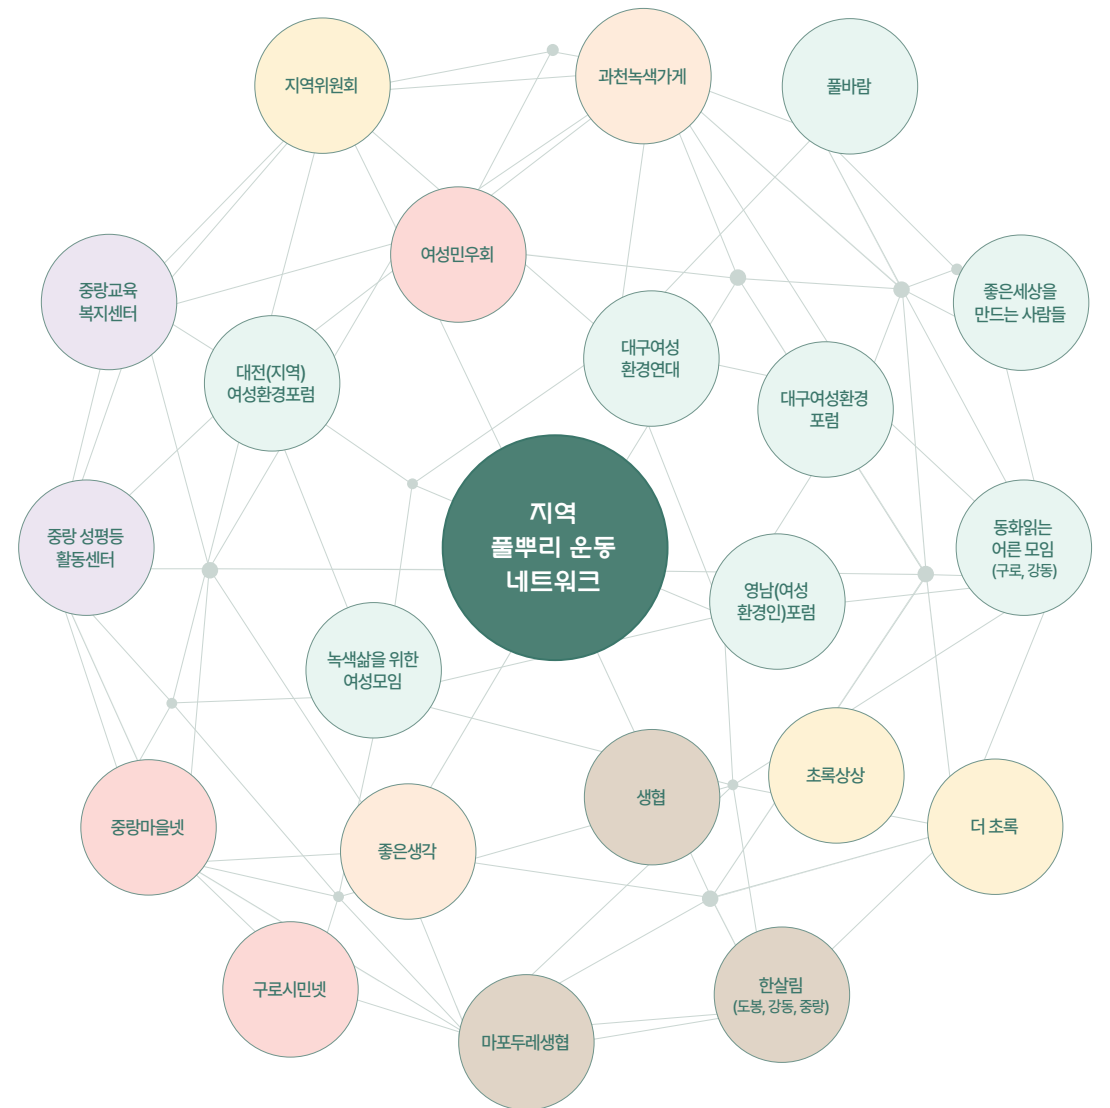 지역위원회
과천녹색가게
풀바람
여성민우회
중랑교육
복지센터
좋은세상을
만드는 사람들
대전(지역)
여성환경포럼
대구여성
환경연대
대구여성환경
포럼
지역
풀뿌리 운동
네트워크
중랑 성평등
활동센터
동화읽는
어른 모임
(구로, 강동)
영남(여성
환경인)포럼
녹색삶을 위한
여성모임
생협
초록상상
중랑마을넷
좋은생각
더 초록
구로시민넷
마포두레생협
한살림
(도봉, 강동, 중랑)